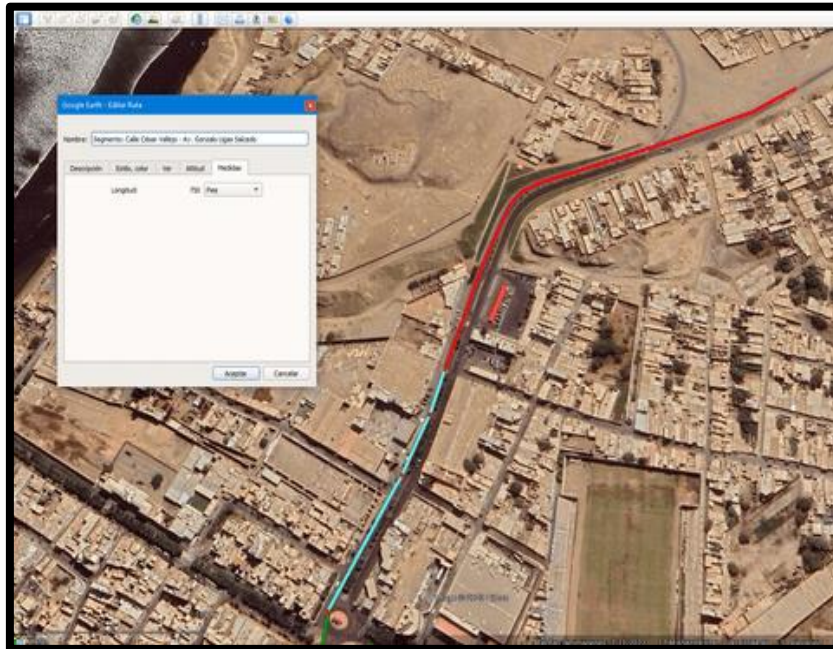 Google Earth - Editar Ruta
Nombre: Segmento: Calle César Vallejo - Av. Gonzalo Ugas Salcedo
Descripción Estilo, color Ver Altitud Medidas
Longitud 750 Pies
Aceptar Cancelar